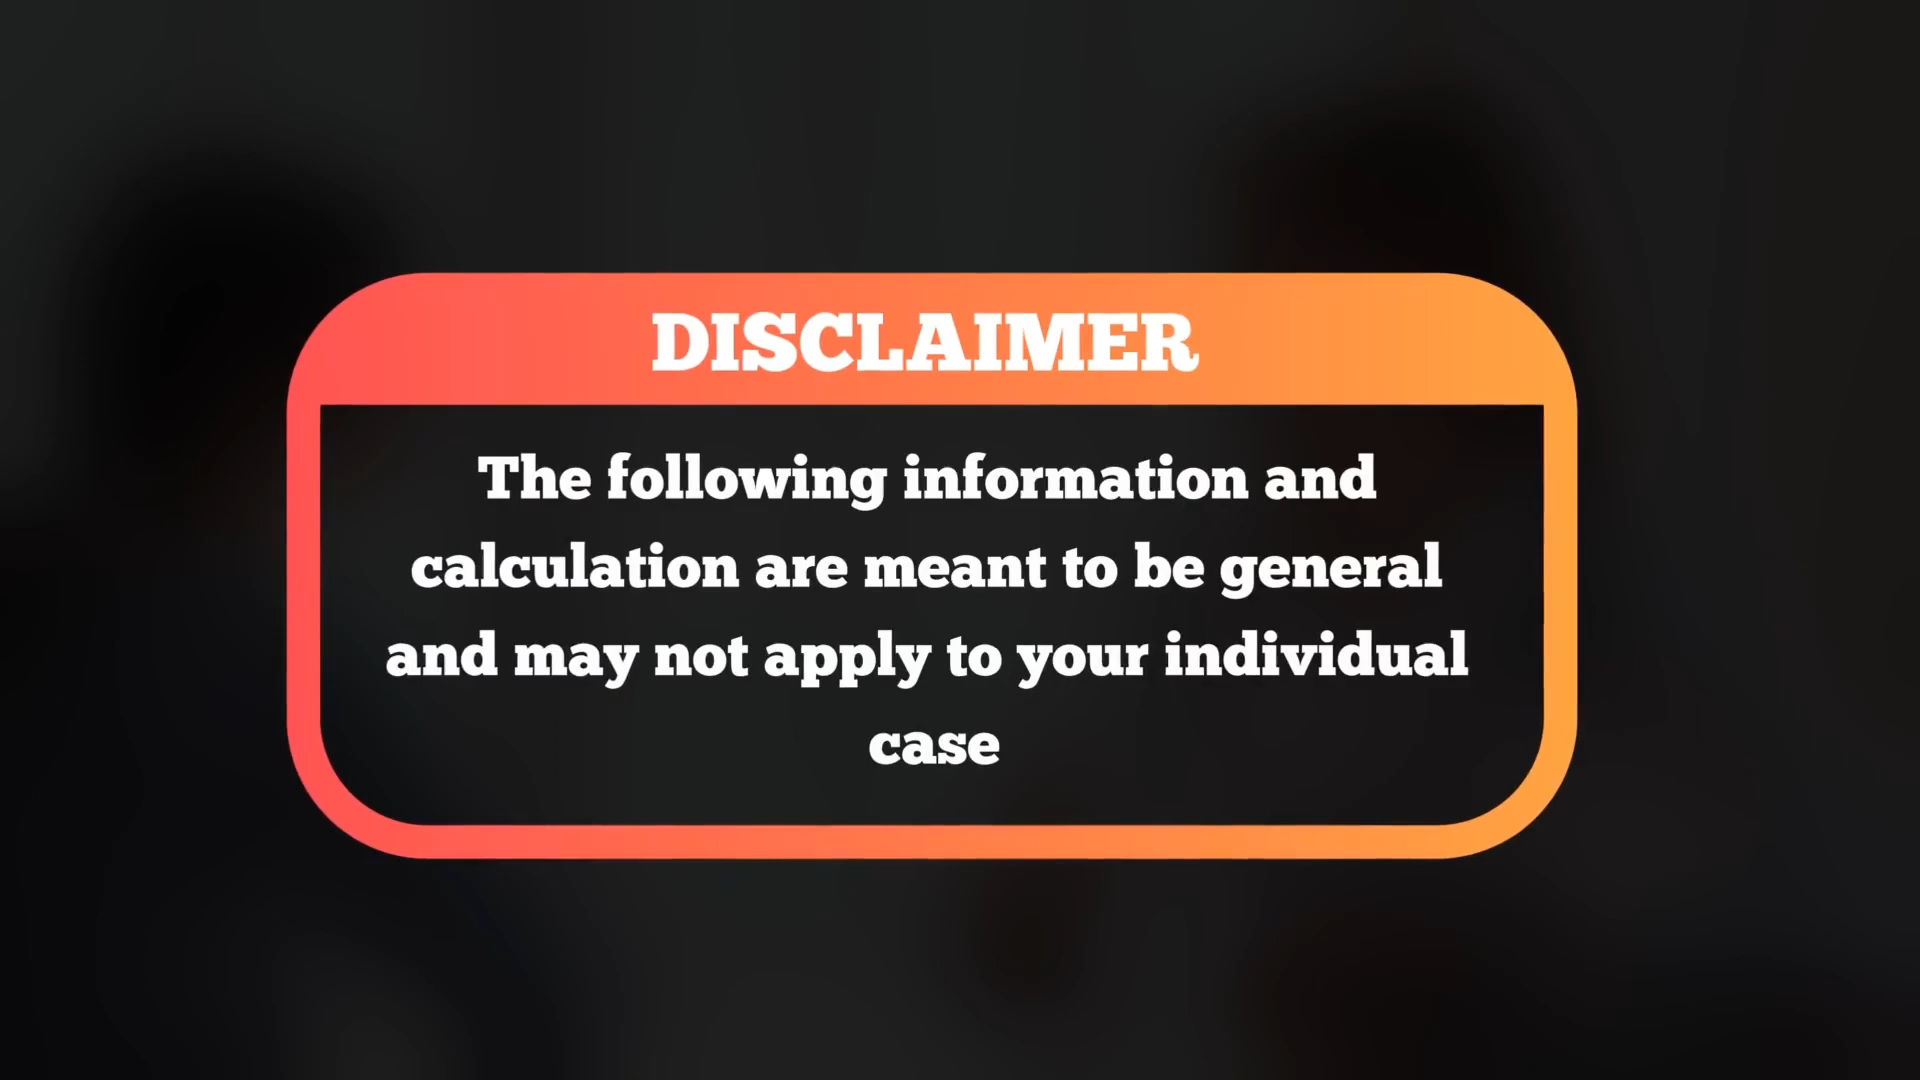 DISCLAIMER
The following information and
calculation are meant to be general
and may not apply to your individual
case